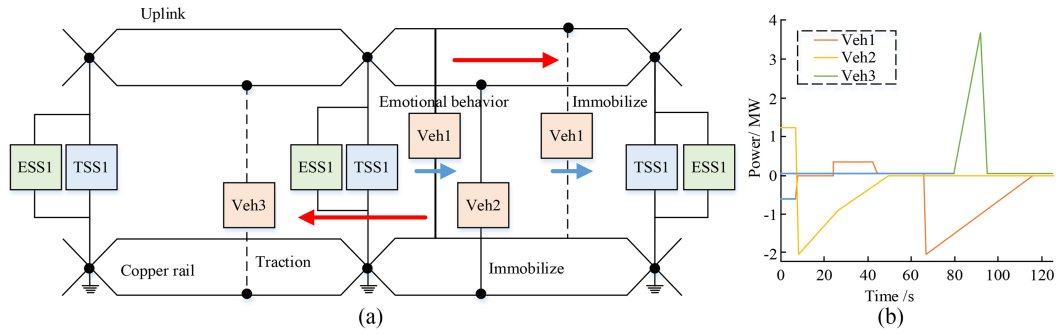 Uplink
Emotional behavior
Immobilize
ESS1
TSS1
ESS1
TSS1
Veh1
Veh1
TSS1
ESS1
Veh3
Veh2
Copper rail
Traction
Immobilize
(a)
Veh1
Veh2
Veh3
Power/ MW
4
3
2
1
0
-1
-2
0
20
40
60
80
100
120
Time /s
(b)